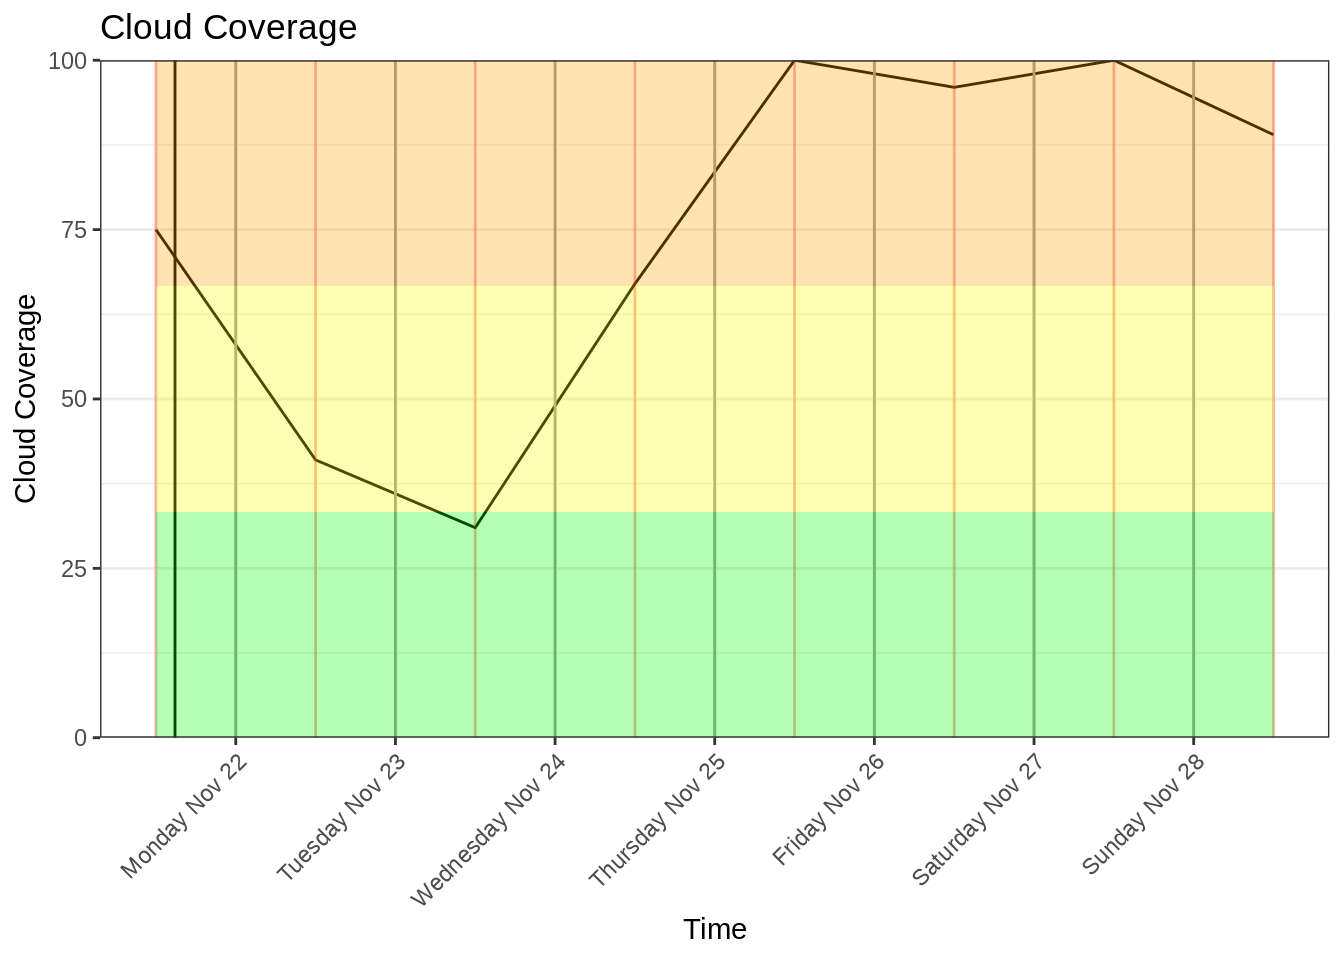 Cloud Coverage
100
75
50
25
0
Cloud Coverage
Monday Nov 22
Tuesday Nov 23
Wednesday Nov 24
Thursday Nov 25
Friday Nov 26
Saturday Nov 27
Sunday Nov 28
Time